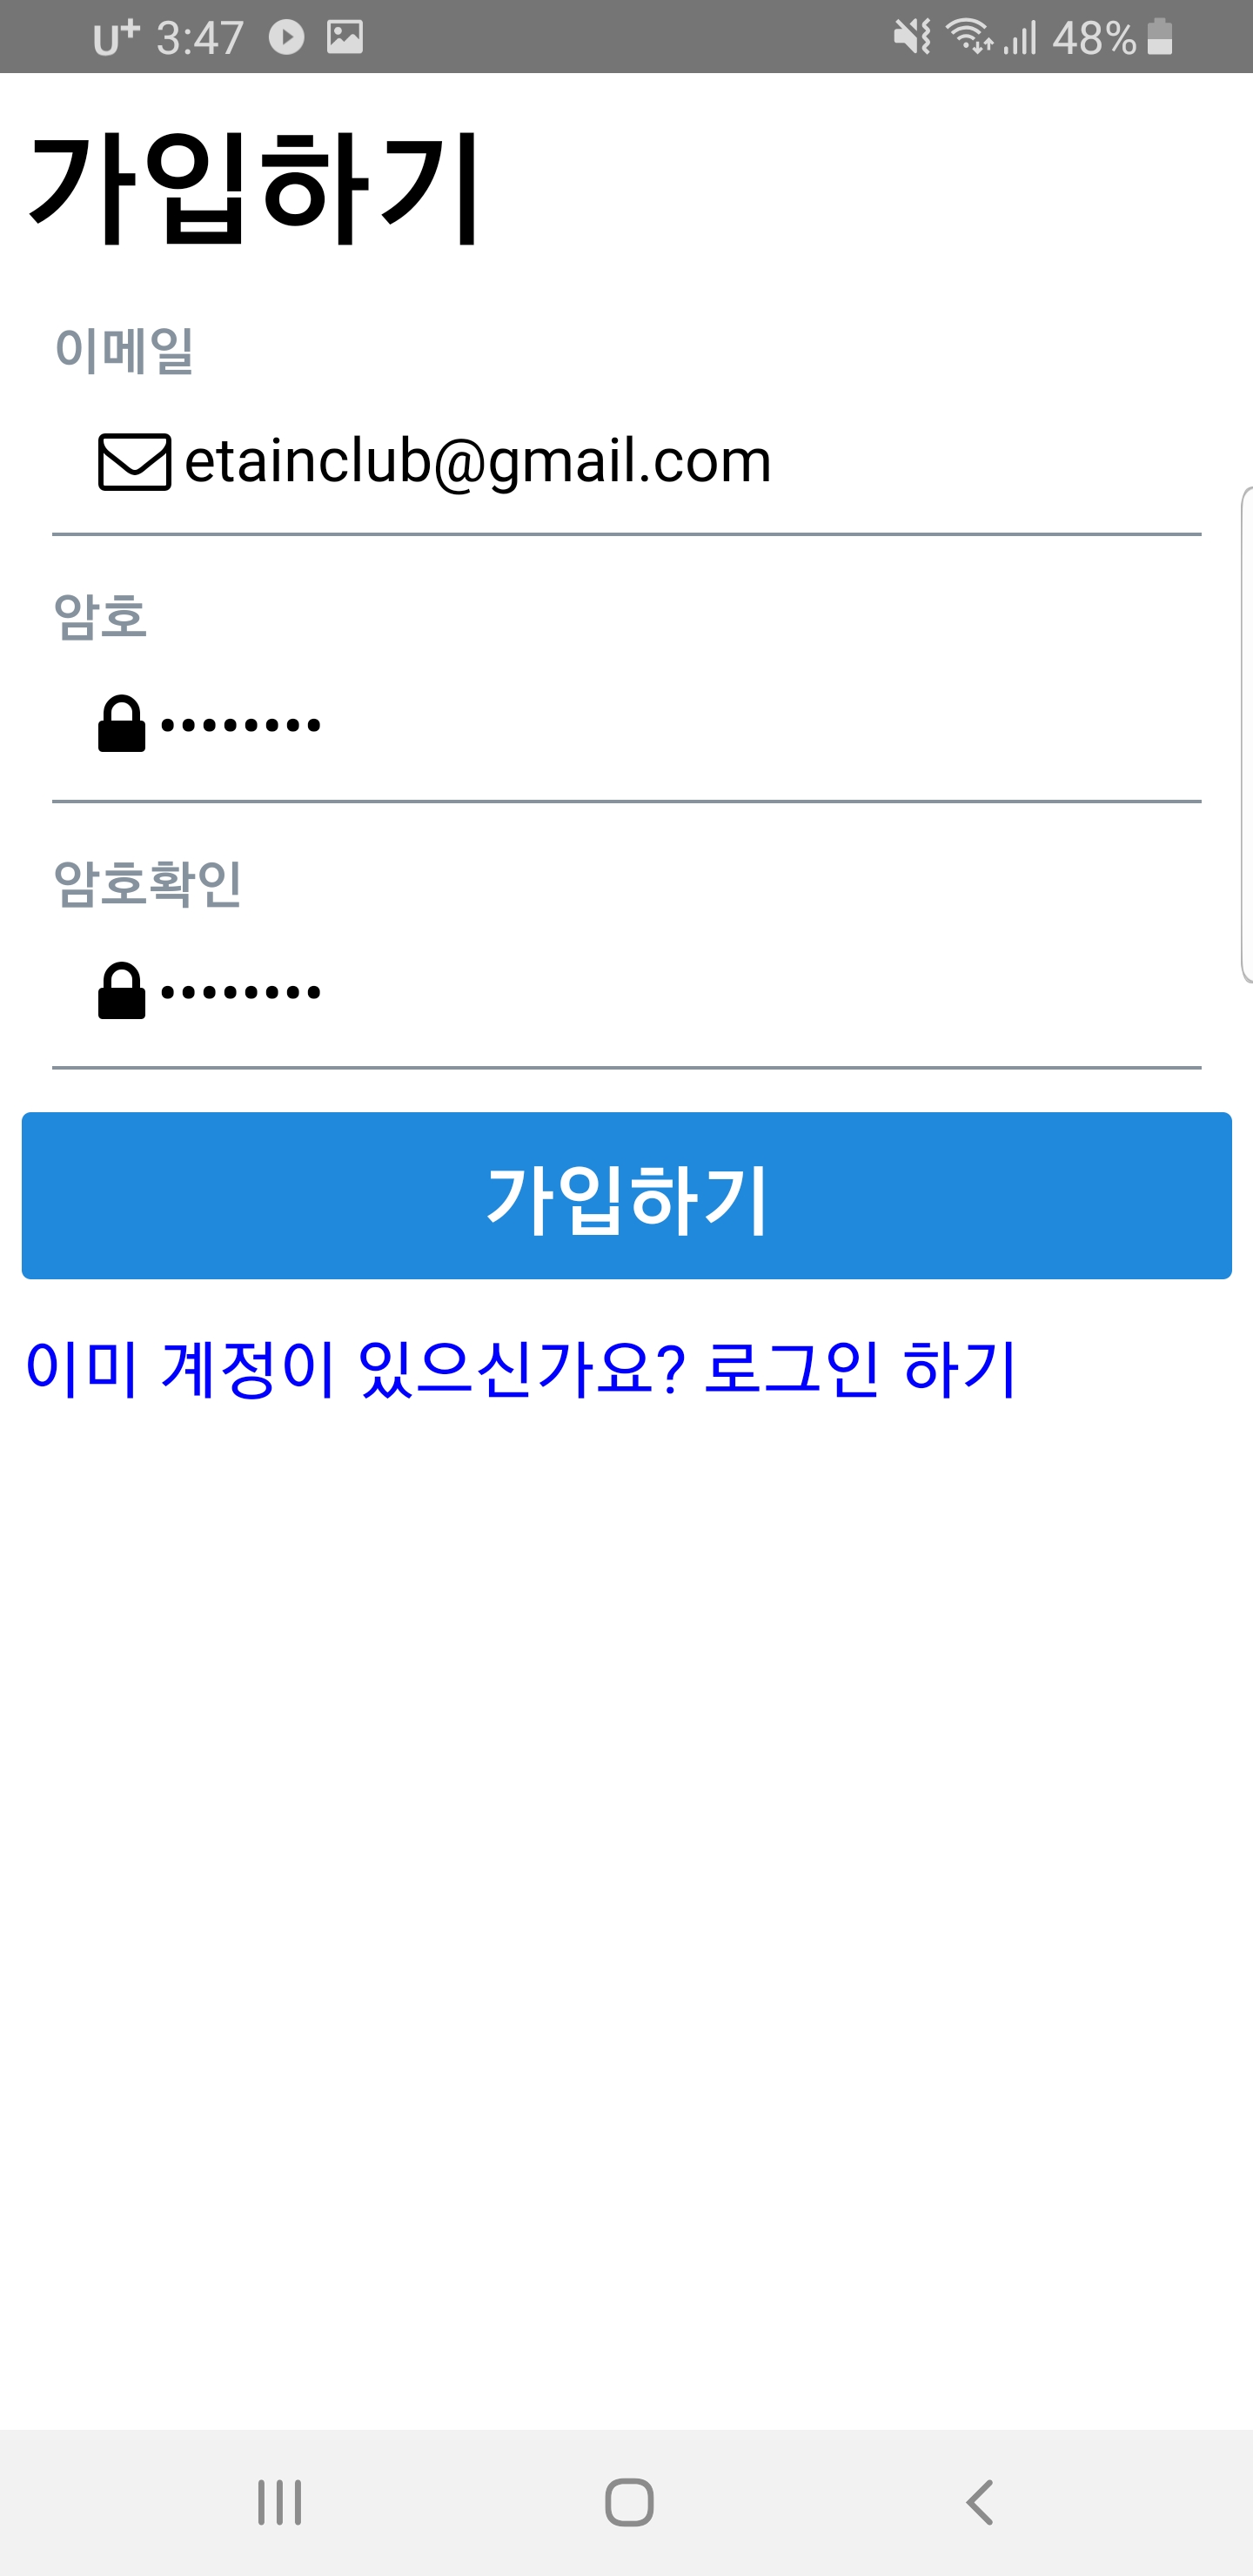 U+ 3:47 48%
가입하기
이메일
etainclub@gmail.com
암호
••••••••
암호확인
••••••••
가입하기
이미 계정이 있으신가요? 로그인 하기